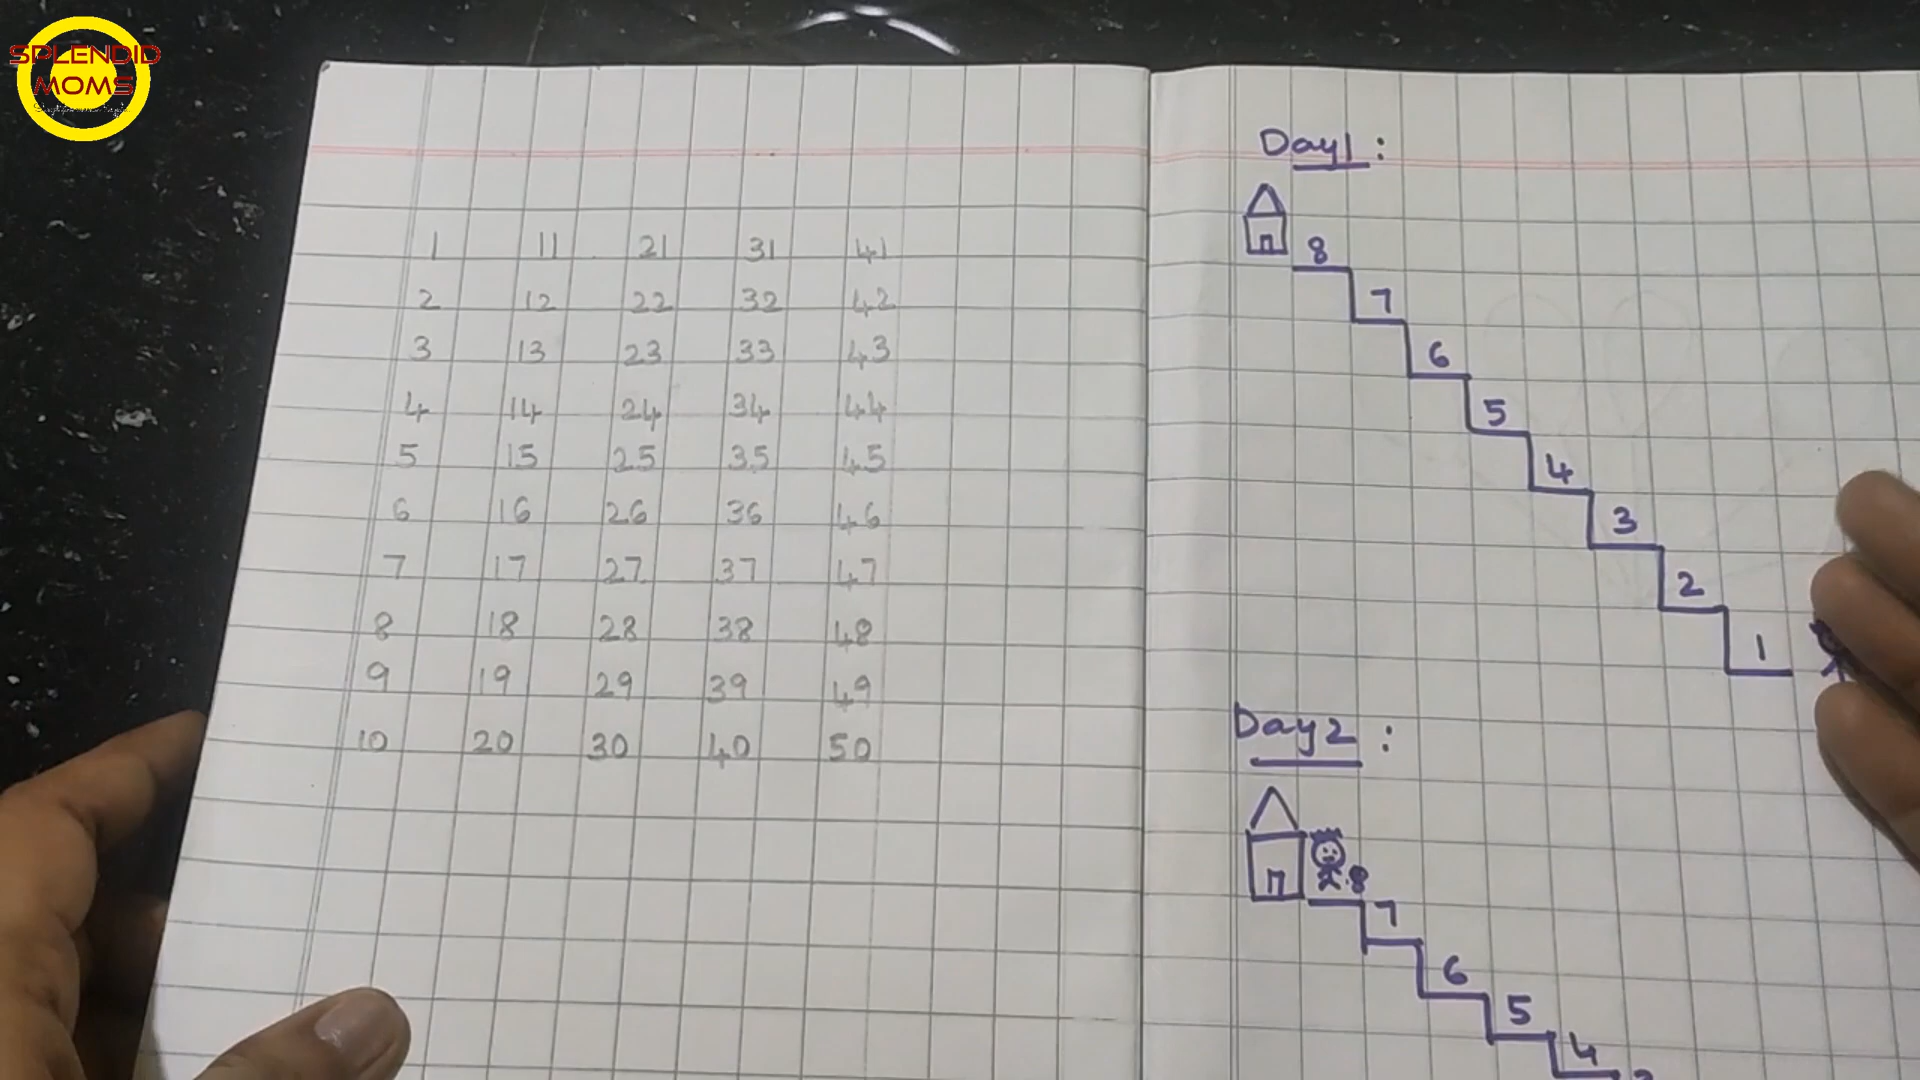 SPLENDID
MOMS
1 11 21 31 41
2 12 22 32 42
3 13 23 33 43
4 14 24 34 44
5 15 25 35 45
6 16 26 36 46
7 17 27 37 47
8 18 28 38 48
9 19 29 39 49
10 20 30 40 50
Day1 :
8
7
6
5
4
3
2
1
Day2 :
8
7
6
5
4